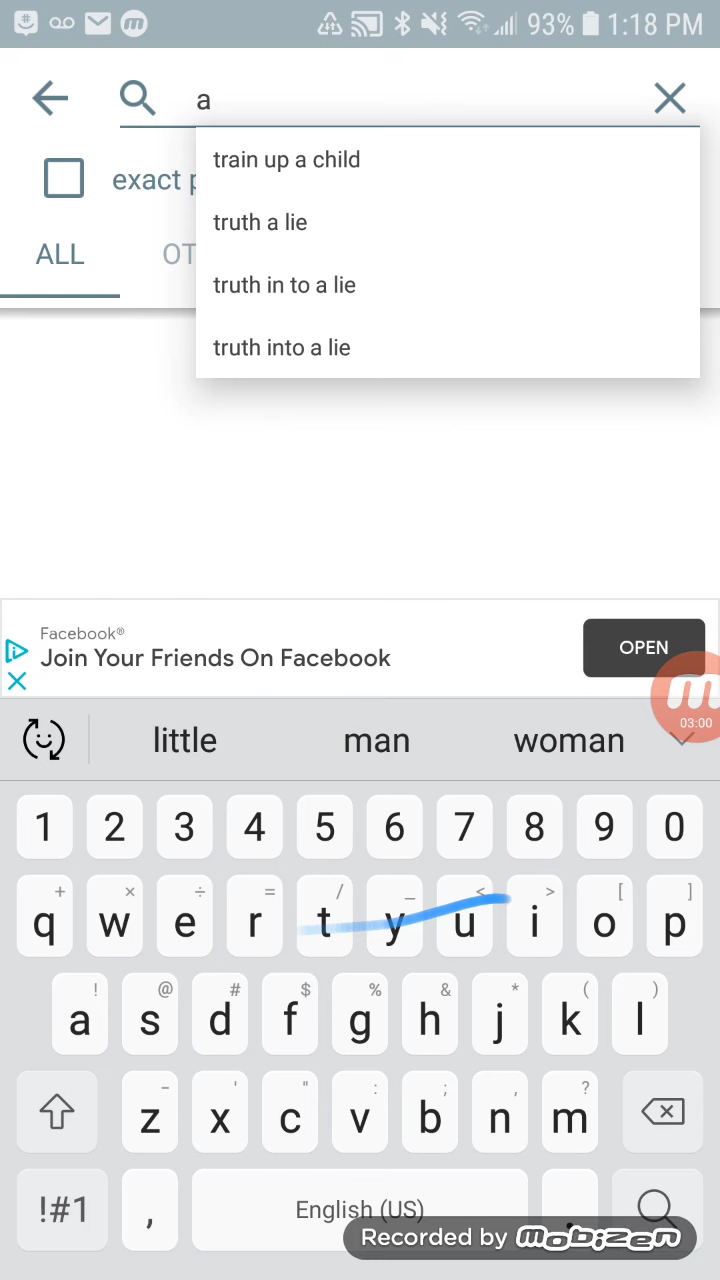 93% 1:18 PM
a
exact p
train up a child
truth a lie
truth in to a lie
truth into a lie
ALL OT
Facebook®
Join Your Friends On Facebook
OPEN
03:00
little man woman
1 2 3 4 5 6 7 8 9 0
+ × ÷ = / _ < > [ ]
q w e r t y u i o p
! @ # $ % & * ( )
a s d f g h j k l
- ' " : ; , ?
z x c v b n m
!#1 , English (US) .
Recorded by mobizen